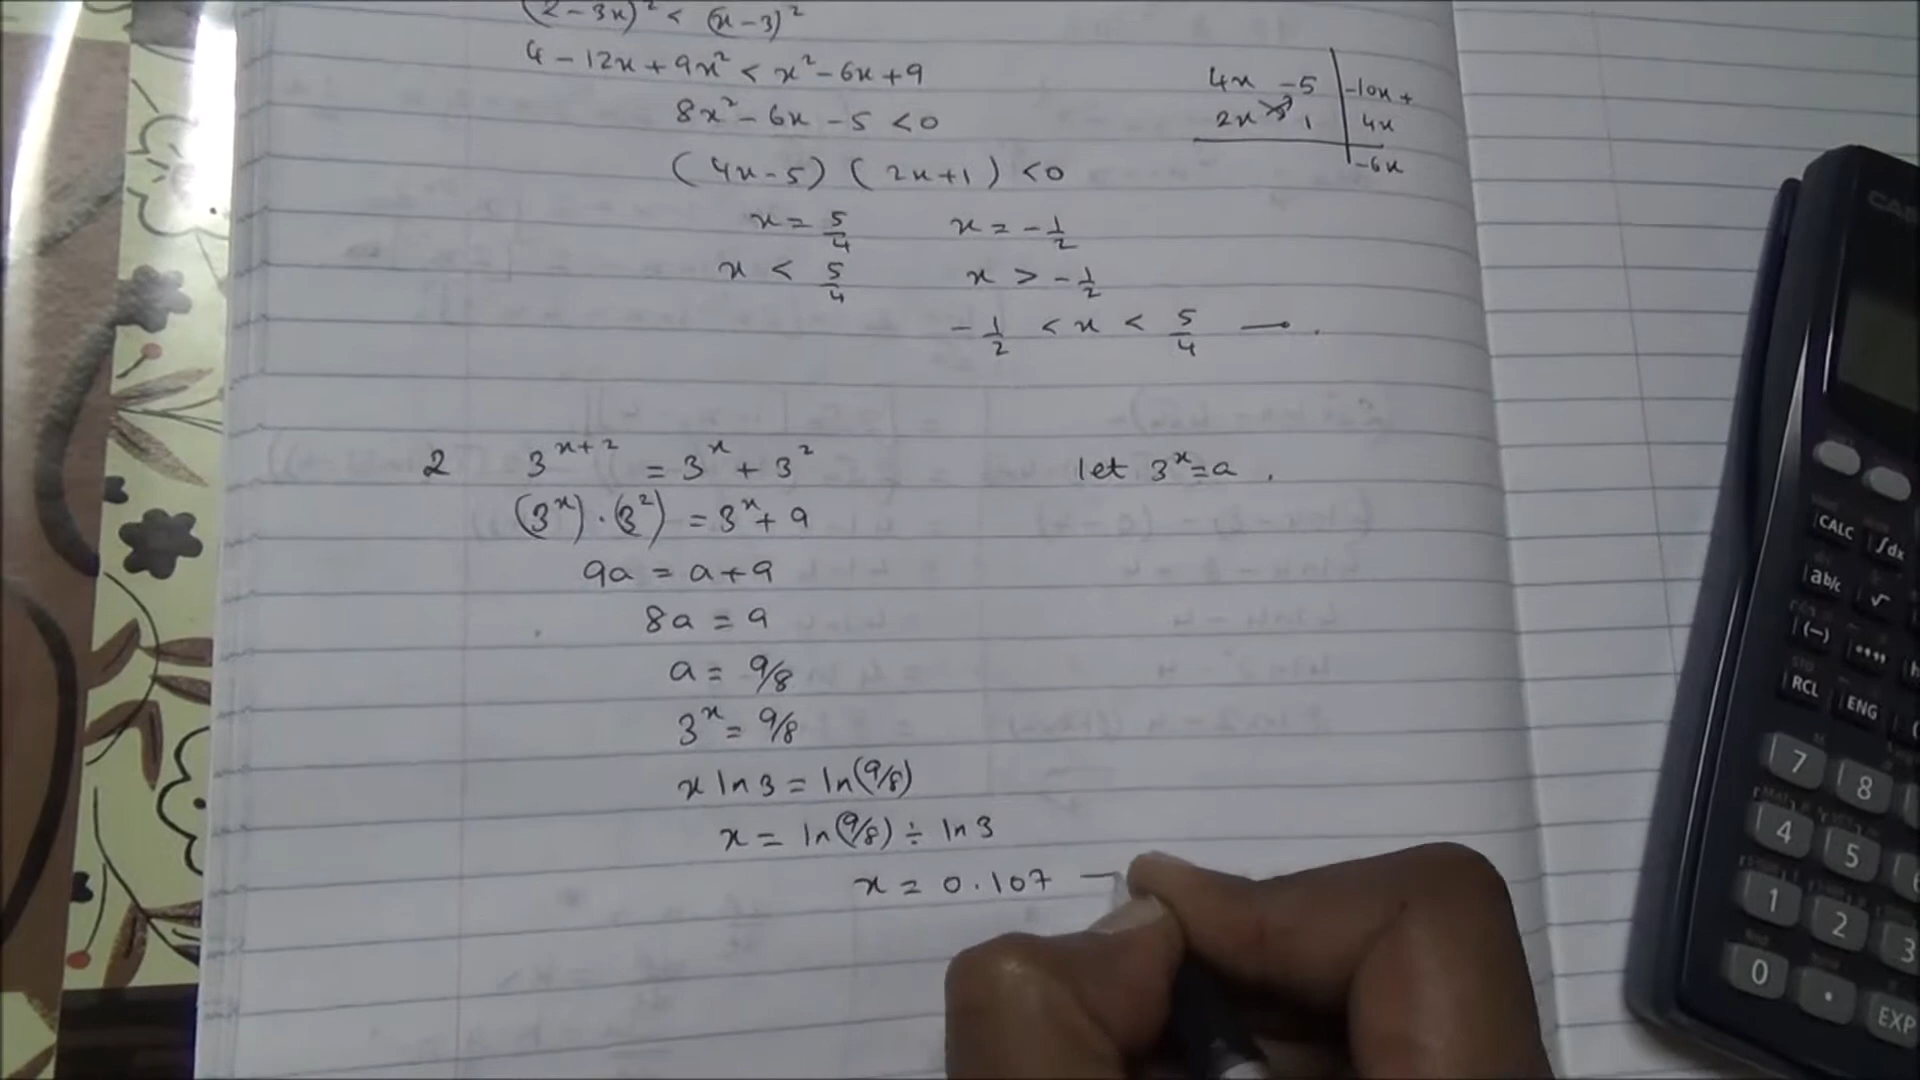 (2 - 3x)² < (x - 3)²
4 - 12x + 9x² < x² - 6x + 9
8x² - 6x - 5 < 0
(4x - 5) (2x + 1) < 0
4x -5 | -10x +
2x 1 | 4x
-6x
x = 5/4 x = -1/2
x < 5/4 x > -1/2
-1/2 < x < 5/4
2 3^(x+2) = 3^x + 3² let 3^x = a .
(3^x) · (3²) = 3^x + 9
9a = a + 9
8a = 9
a = 9/8
3^x = 9/8
x ln 3 = ln(9/8)
x = ln(9/8) ÷ ln 3
x = 0.107
CALC ∫dx
ab/c √
(-) °'"
STO
RCL ENG (
7 8
4 5
1 2 3
0 . EXP